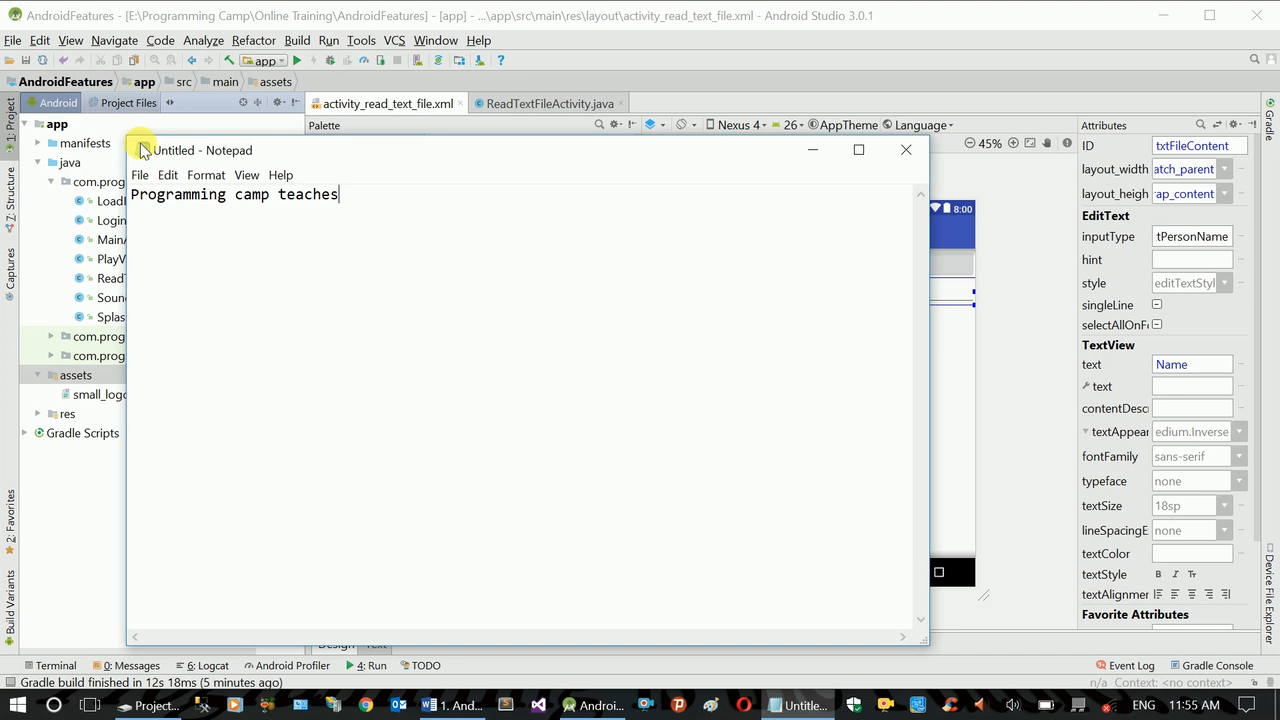 AndroidFeatures - [E:\Programming Camp\Online Training\AndroidFeatures] - [app] - ...\app\src\main\res\layout\activity_read_text_file.xml - Android Studio 3.0.1
File Edit View Navigate Code Analyze Refactor Build Run Tools VCS Window Help
app
AndroidFeatures app src main assets
Android Project Files activity_read_text_file.xml ReadTextFileActivity.java
1: Project
7: Structure
Captures
2: Favorites
Build Variants
app
manifests
java
com.prog
Load
Login
Main
PlayV
ReadT
Soun
Splas
com.prog
com.prog
assets
small_log
res
Gradle Scripts
Palette
Nexus 4 26 AppTheme Language
45%
8:00
Untitled - Notepad
File Edit Format View Help
Programming camp teaches
Design Text
Attributes
ID txtFileContent
layout_width atch_parent
layout_heigh ap_content
EditText
inputType tPersonName
hint
style editTextStyl
singleLine
selectAllOnF
TextView
text Name
text
contentDesc
textAppear edium.Inverse
fontFamily sans-serif
typeface none
textSize 18sp
lineSpacingE none
textColor
textStyle B I Tт
textAlignmer
Favorite Attributes
Gradle
Device File Explorer
Terminal 0: Messages 6: Logcat Android Profiler 4: Run TODO Event Log Gradle Console
Gradle build finished in 12s 18ms (5 minutes ago) n/a Context: <no context>
Project... 1. And... Androi... Untitle... ENG 11:55 AM